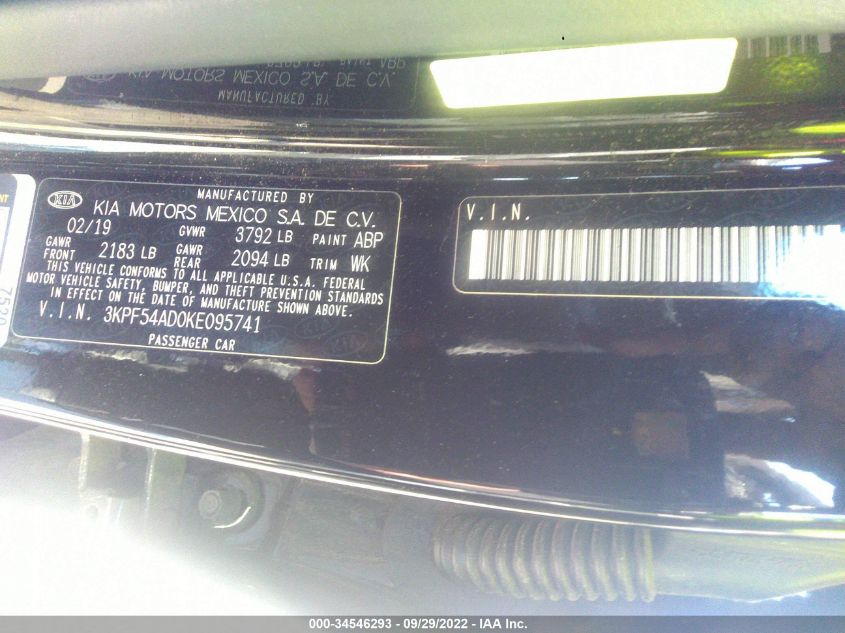 KIA MOTORS MEXICO S.A. DE C.V.
MANUFACTURED BY
MANUFACTURED BY
KIA
KIA MOTORS MEXICO S.A. DE C.V.
02/19 GVWR 3792 LB PAINT ABP
GAWR FRONT 2183 LB GAWR REAR 2094 LB TRIM WK
THIS VEHICLE CONFORMS TO ALL APPLICABLE U.S.A. FEDERAL
MOTOR VEHICLE SAFETY, BUMPER, AND THEFT PREVENTION STANDARDS
IN EFFECT ON THE DATE OF MANUFACTURE SHOWN ABOVE.
V.I.N. 3KPF54AD0KE095741
PASSENGER CAR
V.I.N.
7520
000-34546293 - 09/29/2022 - IAA Inc.